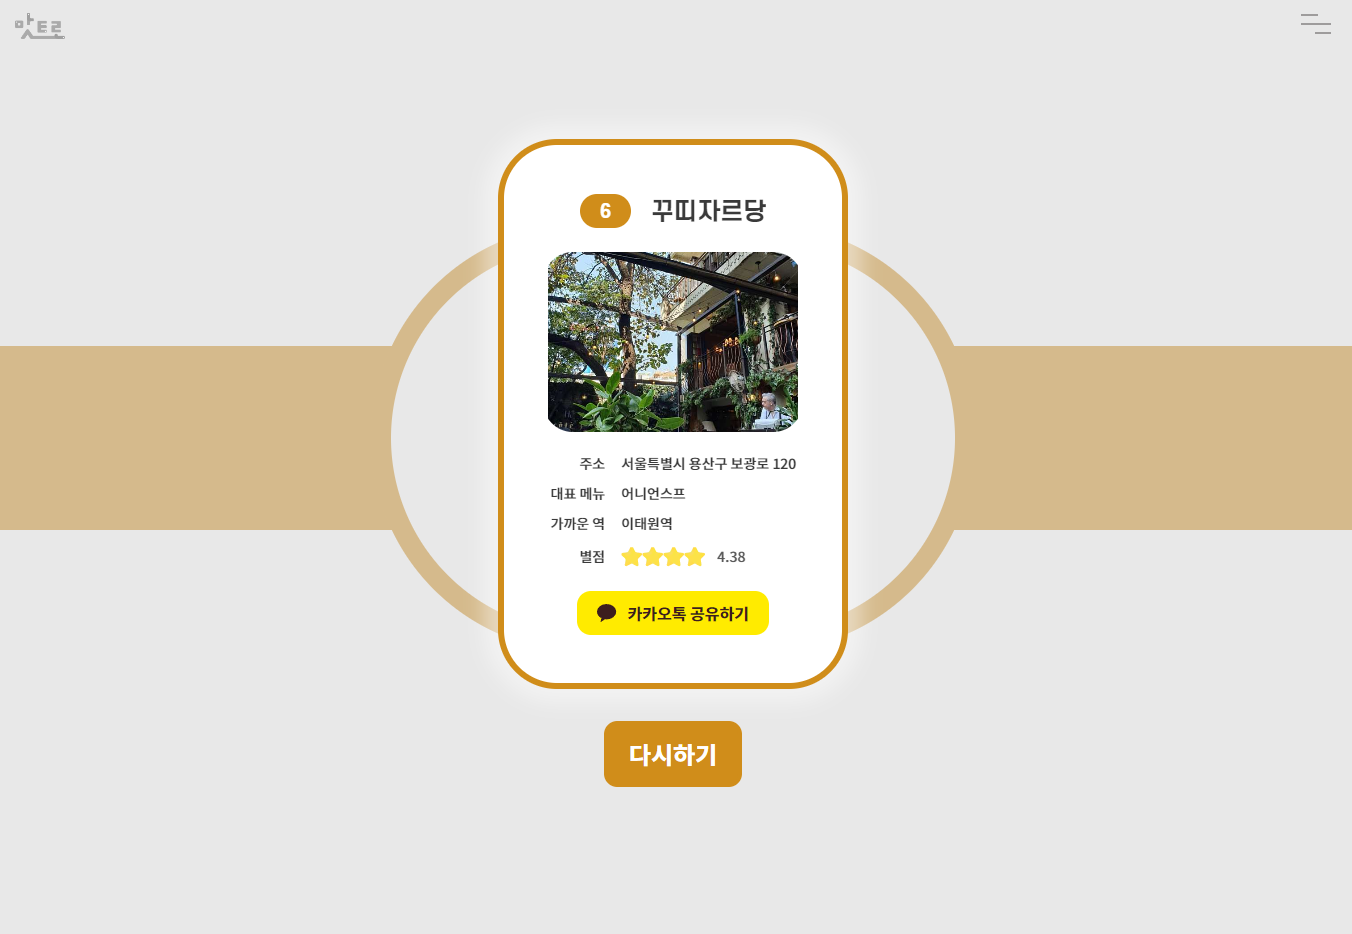 맛트로
6 꾸띠자르당
주소 서울특별시 용산구 보광로 120
대표 메뉴 어니언스프
가까운 역 이태원역
별점 4.38
카카오톡 공유하기
다시하기